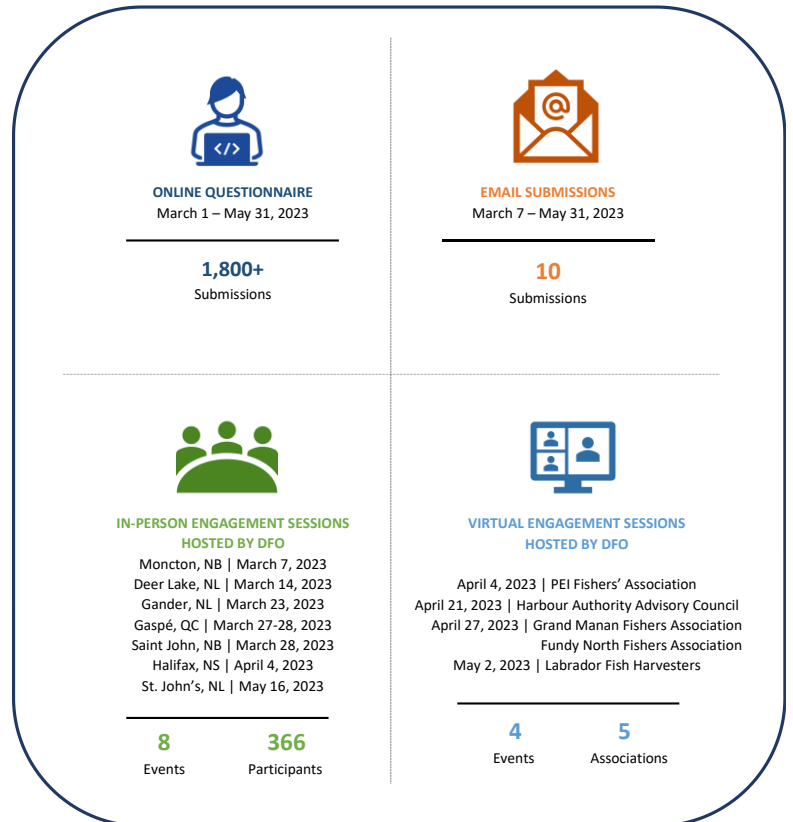 </>
ONLINE QUESTIONNAIRE
March 1 – May 31, 2023
1,800+
Submissions
@
EMAIL SUBMISSIONS
March 7 – May 31, 2023
10
Submissions
IN-PERSON ENGAGEMENT SESSIONS
HOSTED BY DFO
Moncton, NB | March 7, 2023
Deer Lake, NL | March 14, 2023
Gander, NL | March 23, 2023
Gaspé, QC | March 27-28, 2023
Saint John, NB | March 28, 2023
Halifax, NS | April 4, 2023
St. John's, NL | May 16, 2023
8 366
Events Participants
VIRTUAL ENGAGEMENT SESSIONS
HOSTED BY DFO
April 4, 2023 | PEI Fishers' Association
April 21, 2023 | Harbour Authority Advisory Council
April 27, 2023 | Grand Manan Fishers Association
Fundy North Fishers Association
May 2, 2023 | Labrador Fish Harvesters
4 5
Events Associations